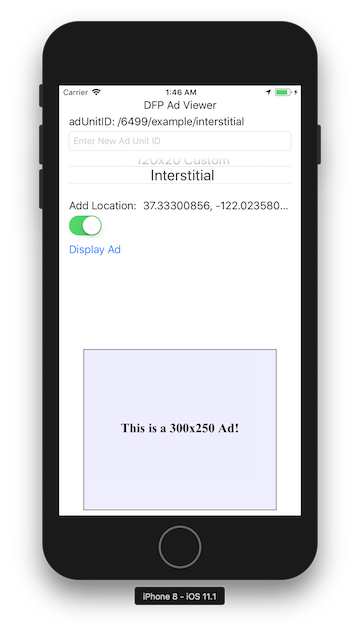 Carrier 1:46 AM
DFP Ad Viewer
adUnitID: /6499/example/interstitial
Enter New Ad Unit ID
120x20 Custom
Interstitial
Add Location: 37.33300856, -122.023580...
Display Ad
This is a 300x250 Ad!
iPhone 8 - iOS 11.1